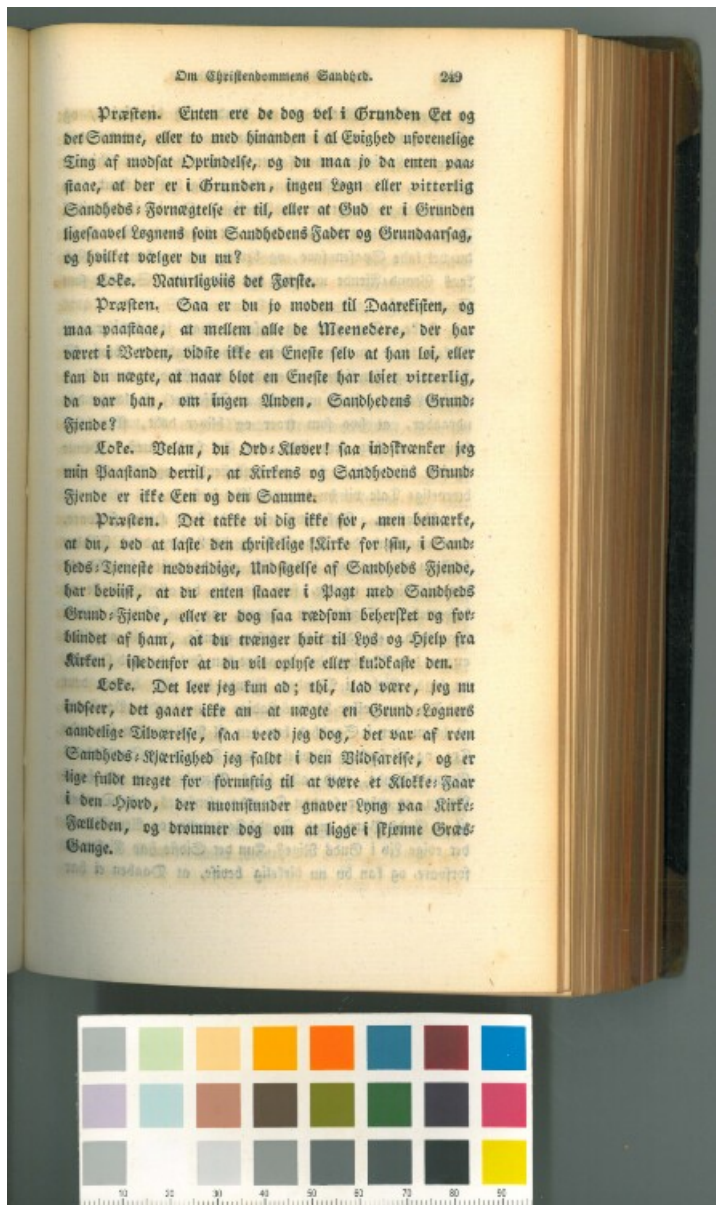 Om Christendommens Sandhed. 249
Præsten. Enten ere de dog vel i Grunden Eet og
det Samme, eller to med hinanden i al Evighed uforenelige
Ting af modsat Oprindelse, og du maa jo da enten paa⸗
staae, at der er i Grunden, ingen Løgn eller vitterlig
Sandheds⸗Fornægtelse er til, eller at Gud er i Grunden
ligesaavel Løgnens som Sandhedens Fader og Grundaarsag,
og hvilket vælger du nu?
Loke. Naturligviis det Første.
Præsten. Saa er du jo moden til Daarekisten, og
maa paastaae, at mellem alle de Meenedere, der har
været i Verden, vidste ikke en Eneste selv at han løi, eller
kan du nægte, at naar blot en Eneste har løiet vitterlig,
da var han, om ingen Anden, Sandhedens Grund⸗
Fjende?
Loke. Velan, du Ord⸗Kløver! saa indskrænker jeg
min Paastand dertil, at Kirkens og Sandhedens Grund⸗
Fjende er ikke Een og den Samme.
Præsten. Det takke vi dig ikke for, men bemærke,
at du, ved at laste den christelige Kirke for sin, i Sand⸗
heds⸗Tjeneste nødvendige, Undsigelse af Sandheds Fjende,
har beviist, at du enten staaer i Pagt med Sandheds
Grund⸗Fjende, eller er dog saa rædsom behersket og for⸗
blindet af ham, at du trænger høit til Lys og Hjelp fra
Kirken, istedenfor at du vil oplyse eller kuldkaste den.
Loke. Det leer jeg kun ad; thi, lad være, jeg nu
indseer, det gaaer ikke an at nægte en Grund⸗Løgners
aandelige Tilværelse, saa veed jeg dog, det var af reen
Sandheds⸗Kjærlighed jeg faldt i den Vildfarelse, og er
lige fuldt meget for fornuftig til at være et Klokke⸗Faar
i den Hjord, der nuomstunder gnaver Lyng paa Kirke⸗
Fælleden, og drømmer dog om at ligge i skjønne Græs⸗
Gange.
10 20 30 40 50 60 70 80 90